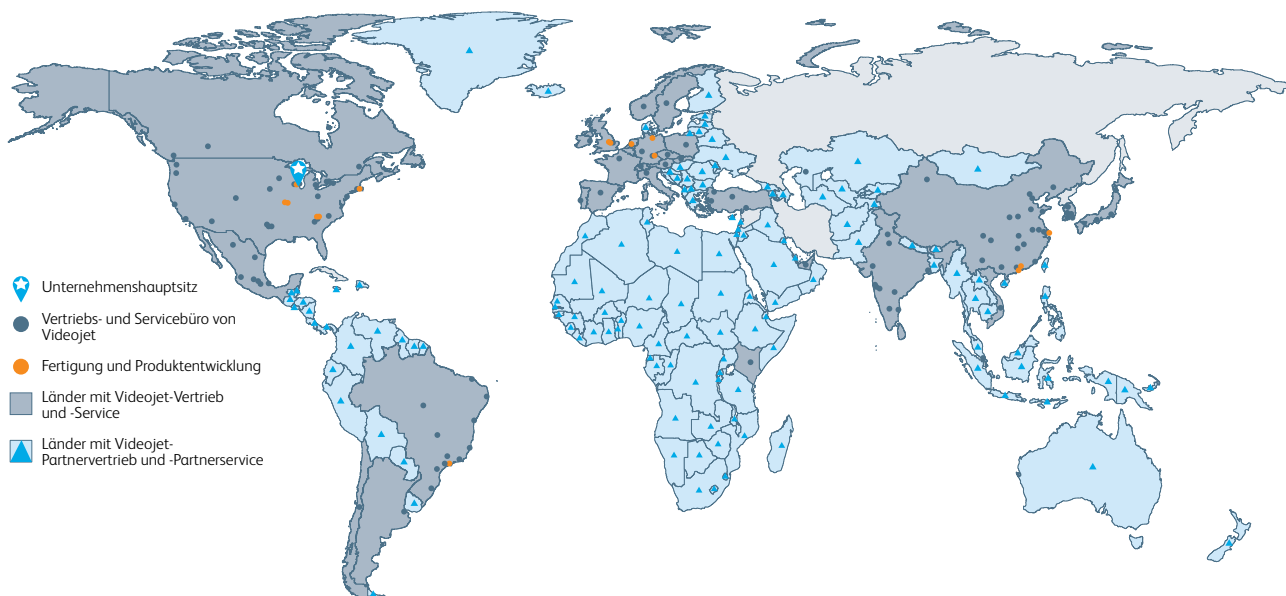 Unternehmenshauptsitz
Vertriebs- und Servicebüro von
Videojet
Fertigung und Produktentwicklung
Länder mit Videojet-Vertrieb
und -Service
Länder mit Videojet-
Partnervertrieb und -Partnerservice